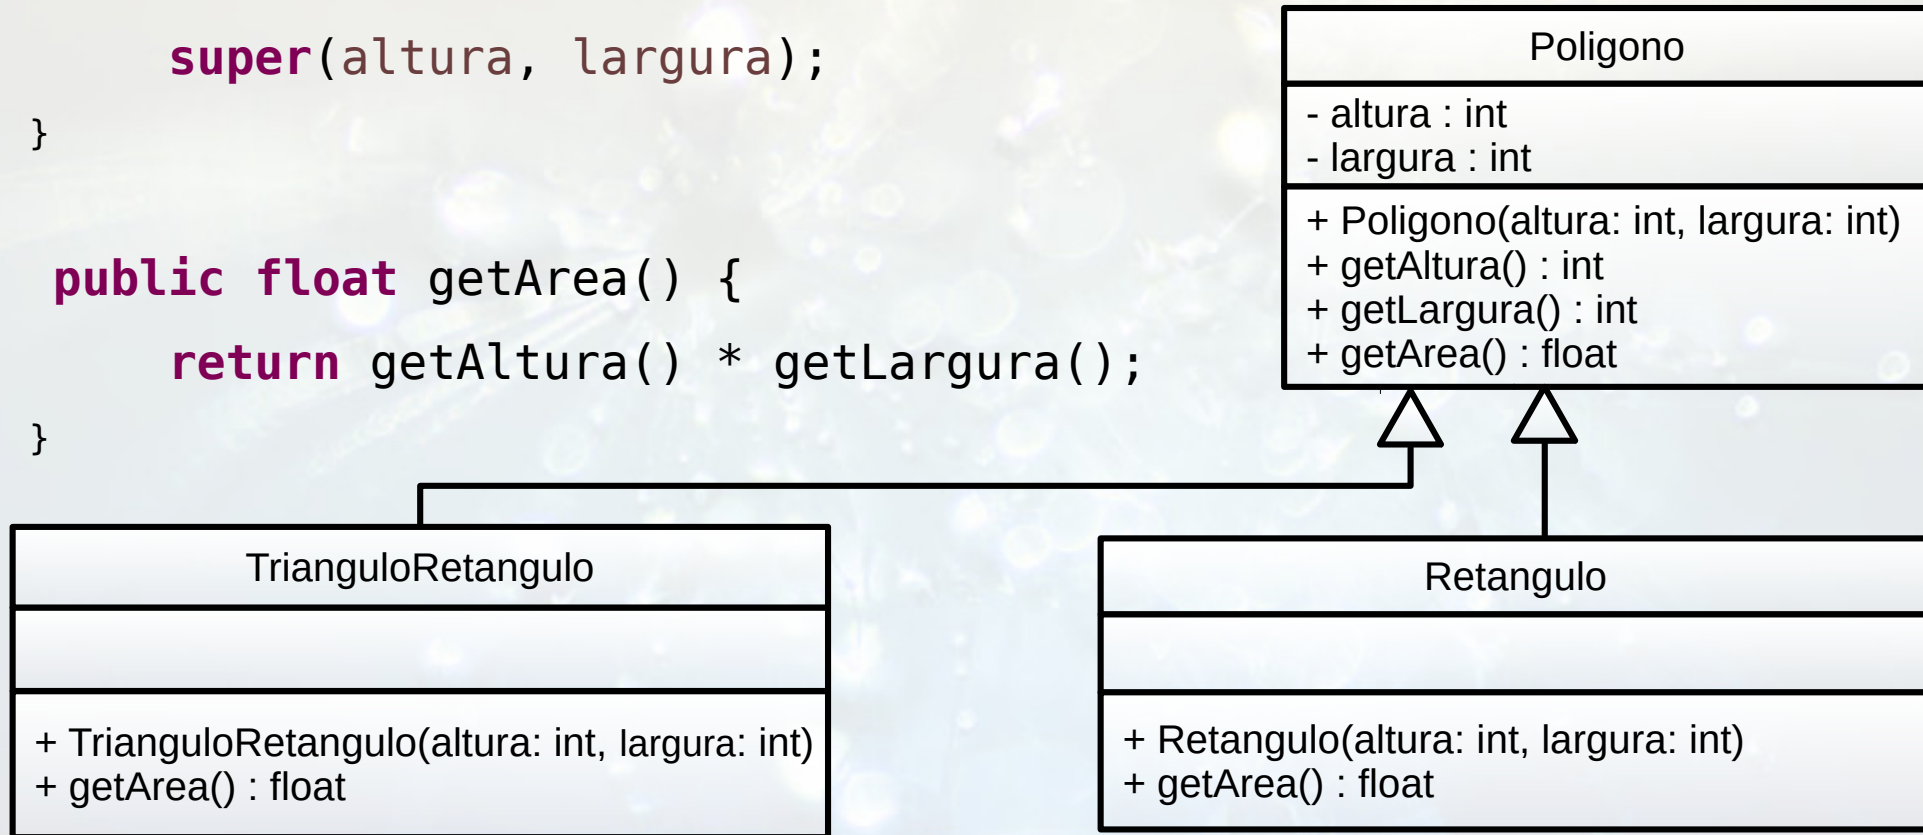 super(altura, largura);
}
public float getArea() {
return getAltura() * getLargura();
}
Poligono
- altura : int
- largura : int
+ Poligono(altura: int, largura: int)
+ getAltura() : int
+ getLargura() : int
+ getArea() : float
TrianguloRetangulo
+ TrianguloRetangulo(altura: int, largura: int)
+ getArea() : float
Retangulo
+ Retangulo(altura: int, largura: int)
+ getArea() : float